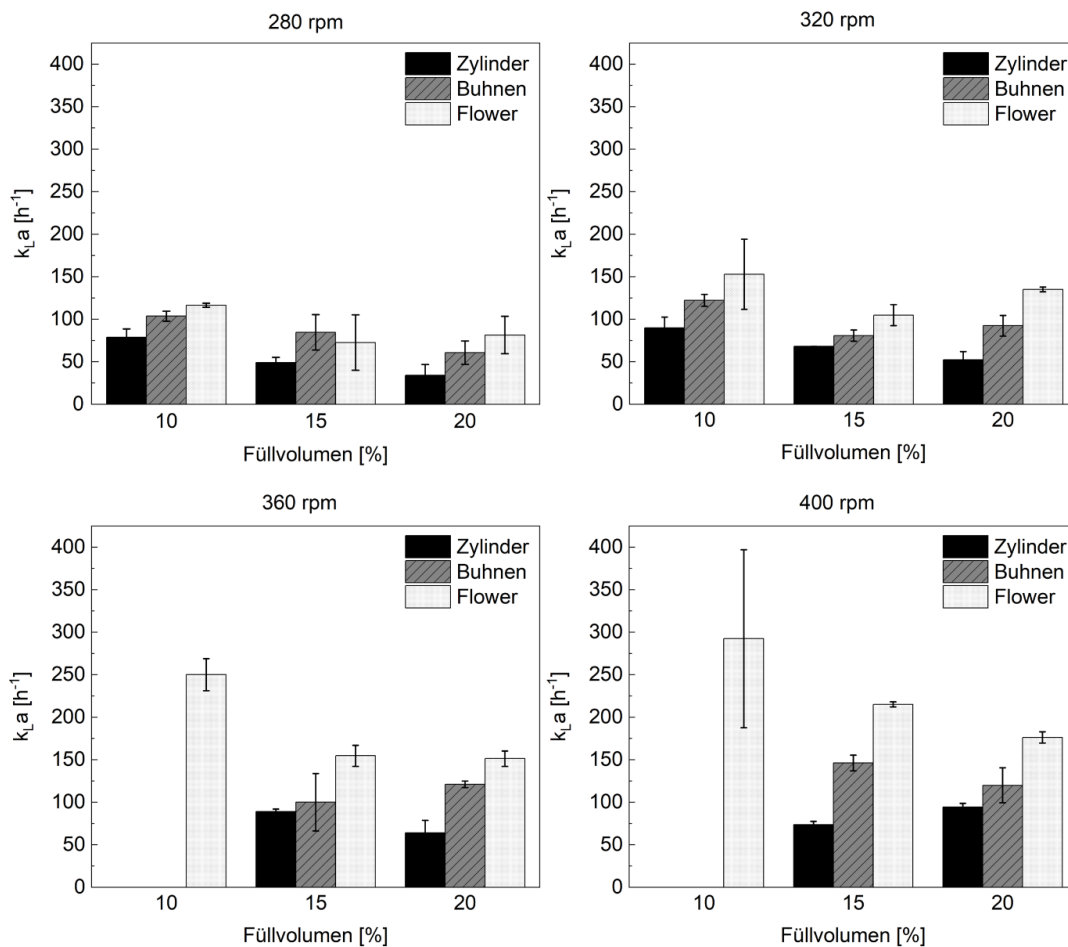 280 rpm
400
350
300
250
200
150
100
50
0
kLa [h-1]
Zylinder
Buhnen
Flower
10 15 20
Füllvolumen [%]
320 rpm
400
350
300
250
200
150
100
50
0
kLa [h-1]
Zylinder
Buhnen
Flower
10 15 20
Füllvolumen [%]
360 rpm
400
350
300
250
200
150
100
50
0
kLa [h-1]
Zylinder
Buhnen
Flower
10 15 20
Füllvolumen [%]
400 rpm
400
350
300
250
200
150
100
50
0
kLa [h-1]
Zylinder
Buhnen
Flower
10 15 20
Füllvolumen [%]